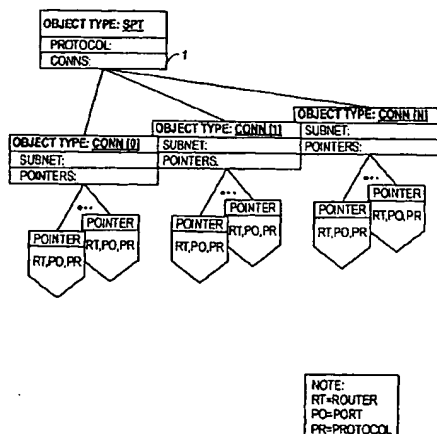 OBJECT TYPE: SPT
PROTOCOL:
CONNS:
1
OBJECT TYPE: CONN [0]
SUBNET:
POINTERS:
OBJECT TYPE: CONN [1]
SUBNET:
POINTERS:
OBJECT TYPE: CONN [N]
SUBNET:
POINTERS:
...
POINTER
RT,PO,PR
POINTER
RT,PO,PR
...
POINTER
RT,PO,PR
POINTER
RT,PO,PR
...
POINTER
RT,PO,PR
POINTER
RT,PO,PR
NOTE:
RT=ROUTER
PO=PORT
PR=PROTOCOL